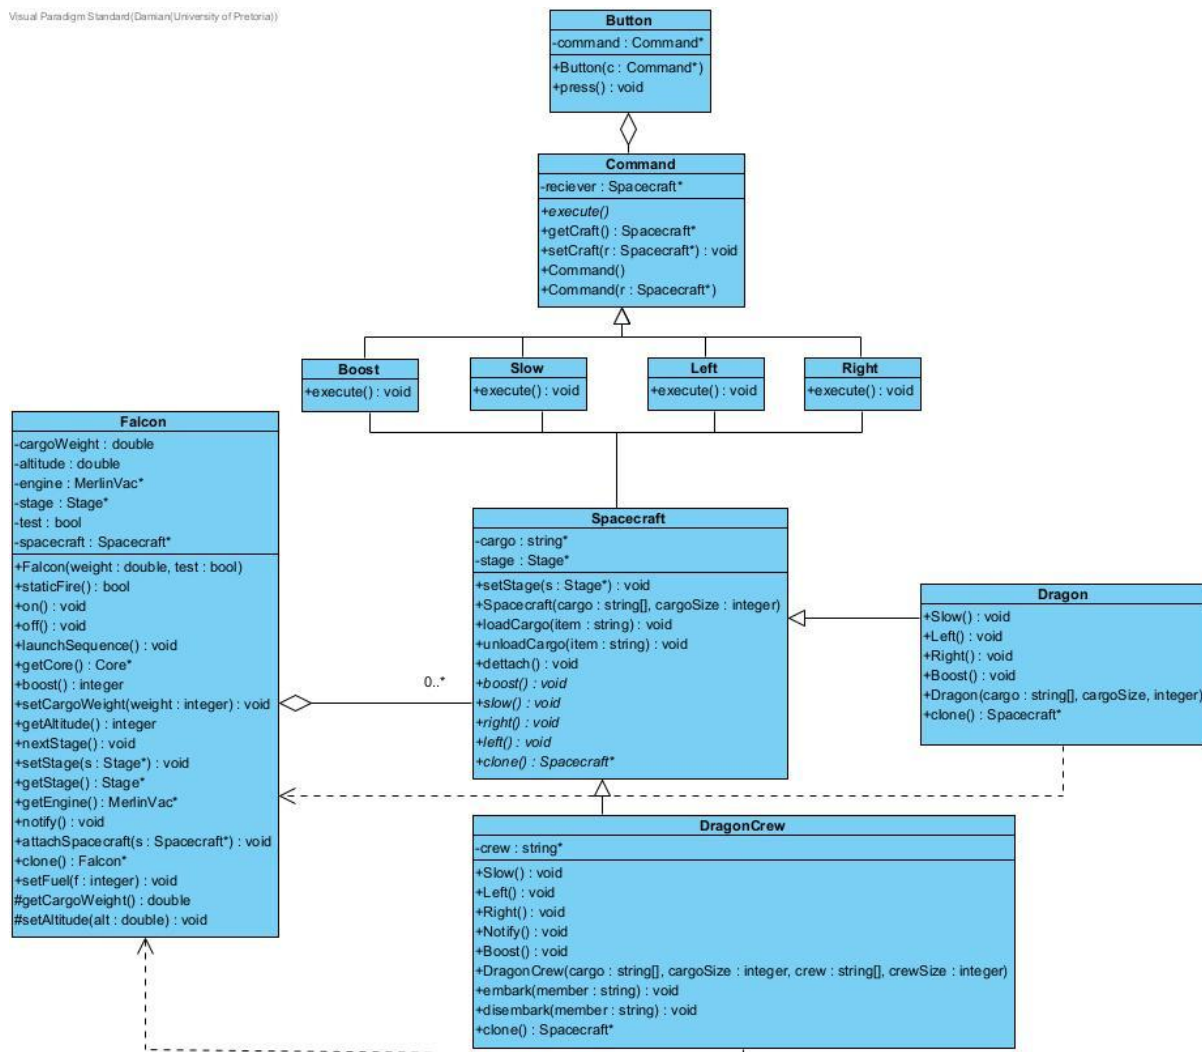 Visual Paradigm Standard(Damian(University of Pretoria))
Button
-command : Command*
+Button(c : Command*)
+press() : void
Command
-reciever : Spacecraft*
+execute()
+getCraft() : Spacecraft*
+setCraft(r : Spacecraft*) : void
+Command()
+Command(r : Spacecraft*)
Boost
+execute() : void
Slow
+execute() : void
Left
+execute() : void
Right
+execute() : void
Falcon
-cargoWeight : double
-altitude : double
-engine : MerlinVac*
-stage : Stage*
-test : bool
-spacecraft : Spacecraft*
+Falcon(weight : double, test : bool)
+staticFire() : bool
+on() : void
+off() : void
+launchSequence() : void
+getCore() : Core*
+boost() : integer
+setCargoWeight(weight : integer) : void
+getAltitude() : integer
+nextStage() : void
+setStage(s : Stage*) : void
+getStage() : Stage*
+getEngine() : MerlinVac*
+notify() : void
+attachSpacecraft(s : Spacecraft*) : void
+clone() : Falcon*
+setFuel(f : integer) : void
#getCargoWeight() : double
#setAltitude(alt : double) : void
0..*
Spacecraft
-cargo : string*
-stage : Stage*
+setStage(s : Stage*) : void
+Spacecraft(cargo : string[], cargoSize : integer)
+loadCargo(item : string) : void
+unloadCargo(item : string) : void
+dettach() : void
+boost() : void
+slow() : void
+right() : void
+left() : void
+clone() : Spacecraft*
Dragon
+Slow() : void
+Left() : void
+Right() : void
+Boost() : void
+Dragon(cargo : string[], cargoSize, integer)
+clone() : Spacecraft*
DragonCrew
-crew : string*
+Slow() : void
+Left() : void
+Right() : void
+Notify() : void
+Boost() : void
+DragonCrew(cargo : string[], cargoSize : integer, crew : string[], crewSize : integer)
+embark(member : string) : void
+disembark(member : string) : void
+clone() : Spacecraft*